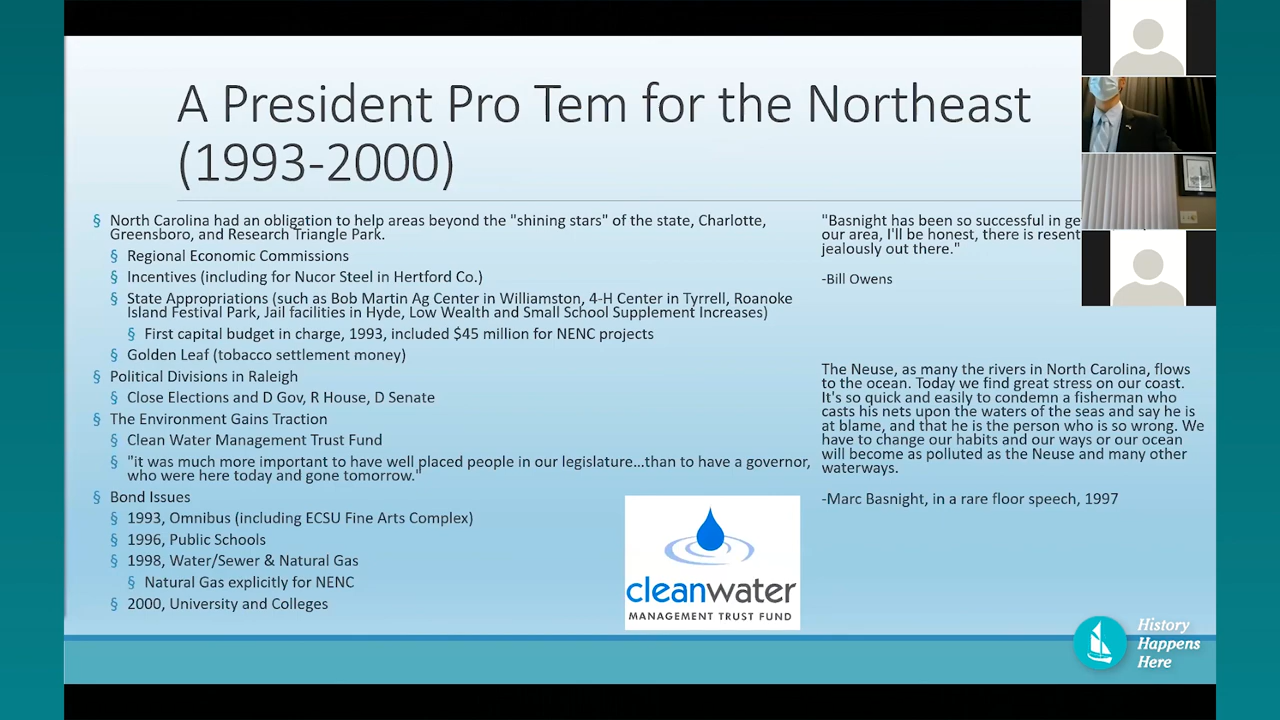 A President Pro Tem for the Northeast
(1993-2000)
§ North Carolina had an obligation to help areas beyond the "shining stars" of the state, Charlotte,
Greensboro, and Research Triangle Park.
§ Regional Economic Commissions
§ Incentives (including for Nucor Steel in Hertford Co.)
§ State Appropriations (such as Bob Martin Ag Center in Williamston, 4-H Center in Tyrrell, Roanoke
Island Festival Park, Jail facilities in Hyde, Low Wealth and Small School Supplement Increases)
§ First capital budget in charge, 1993, included $45 million for NENC projects
§ Golden Leaf (tobacco settlement money)
§ Political Divisions in Raleigh
§ Close Elections and D Gov, R House, D Senate
§ The Environment Gains Traction
§ Clean Water Management Trust Fund
§ "it was much more important to have well placed people in our legislature…than to have a governor,
who were here today and gone tomorrow."
§ Bond Issues
§ 1993, Omnibus (including ECSU Fine Arts Complex)
§ 1996, Public Schools
§ 1998, Water/Sewer & Natural Gas
§ Natural Gas explicitly for NENC
§ 2000, University and Colleges
"Basnight has been so successful in
our area, I'll be honest, there is
jealously out there."
-Bill Owens
The Neuse, as many the rivers in North Carolina, flows
to the ocean. Today we find great stress on our coast.
It's so quick and easily to condemn a fisherman who
casts his nets upon the waters of the seas and say he is
at blame, and that he is the person who is so wrong. We
have to change our habits and our ways or our ocean
will become as polluted as the Neuse and many other
waterways.
-Marc Basnight, in a rare floor speech, 1997
cleanwater
MANAGEMENT TRUST FUND
History
Happens
Here